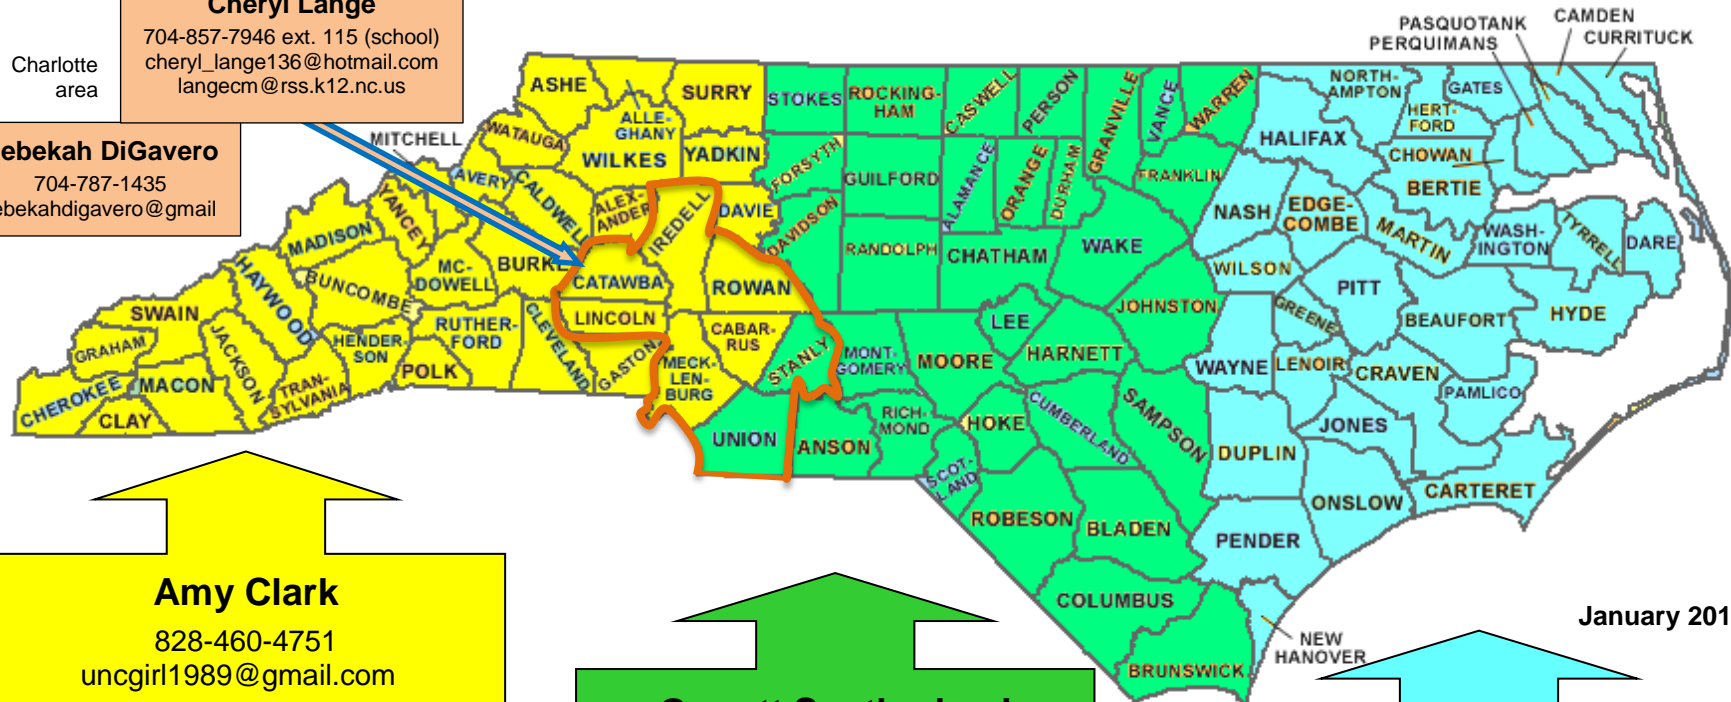 Cheryl Lange
704-857-7946 ext. 115 (school)
cheryl_lange136@hotmail.com
langecm@rss.k12.nc.us
Charlotte
area
ebekah DiGavero
704-787-1435
ebekahdigavero@gmail
PASQUOTANK
CAMDEN
PERQUIMANS
CURRITUCK
ASHE
ALLE-
GHANY
SURRY
STOKES
ROCKING-
HAM
CASWELL
PERSON
GRANVILLE
VANCE
WARREN
NORTH-
AMPTON
GATES
HERT-
FORD
HALIFAX
CHOWAN
BERTIE
MITCHELL
WATAUGA
WILKES
YADKIN
FORSYTH
GUILFORD
ALAMANCE
ORANGE
DURHAM
FRANKLIN
NASH
EDGE-
COMBE
MARTIN
WASH-
INGTON
TYRRELL
DARE
AVERY
CALDWELL
ALEX-
ANDER
IREDELL
DAVIE
DAVIDSON
RANDOLPH
CHATHAM
WAKE
WILSON
PITT
BEAUFORT
HYDE
YANCEY
MADISON
HAYWOOD
BUNCOMBE
MC-
DOWELL
BURKE
CATAWBA
ROWAN
JOHNSTON
GREENE
SWAIN
GRAHAM
JACKSON
HENDER-
SON
RUTHER-
FORD
CLEVELAND
LINCOLN
GASTON
CABAR-
RUS
MECK-
LEN-
BURG
STANLY
MONT-
GOMERY
MOORE
LEE
HARNETT
WAYNE
LENOIR
CRAVEN
PAMLICO
CHEROKEE
MACON
CLAY
TRAN-
SYLVANIA
POLK
UNION
ANSON
RICH-
MOND
SCOT-
LAND
HOKE
CUMBERLAND
SAMPSON
DUPLIN
JONES
ONSLOW
CARTERET
ROBESON
BLADEN
PENDER
COLUMBUS
BRUNSWICK
NEW
HANOVER
January 201
Amy Clark
828-460-4751
uncgirl1989@gmail.com